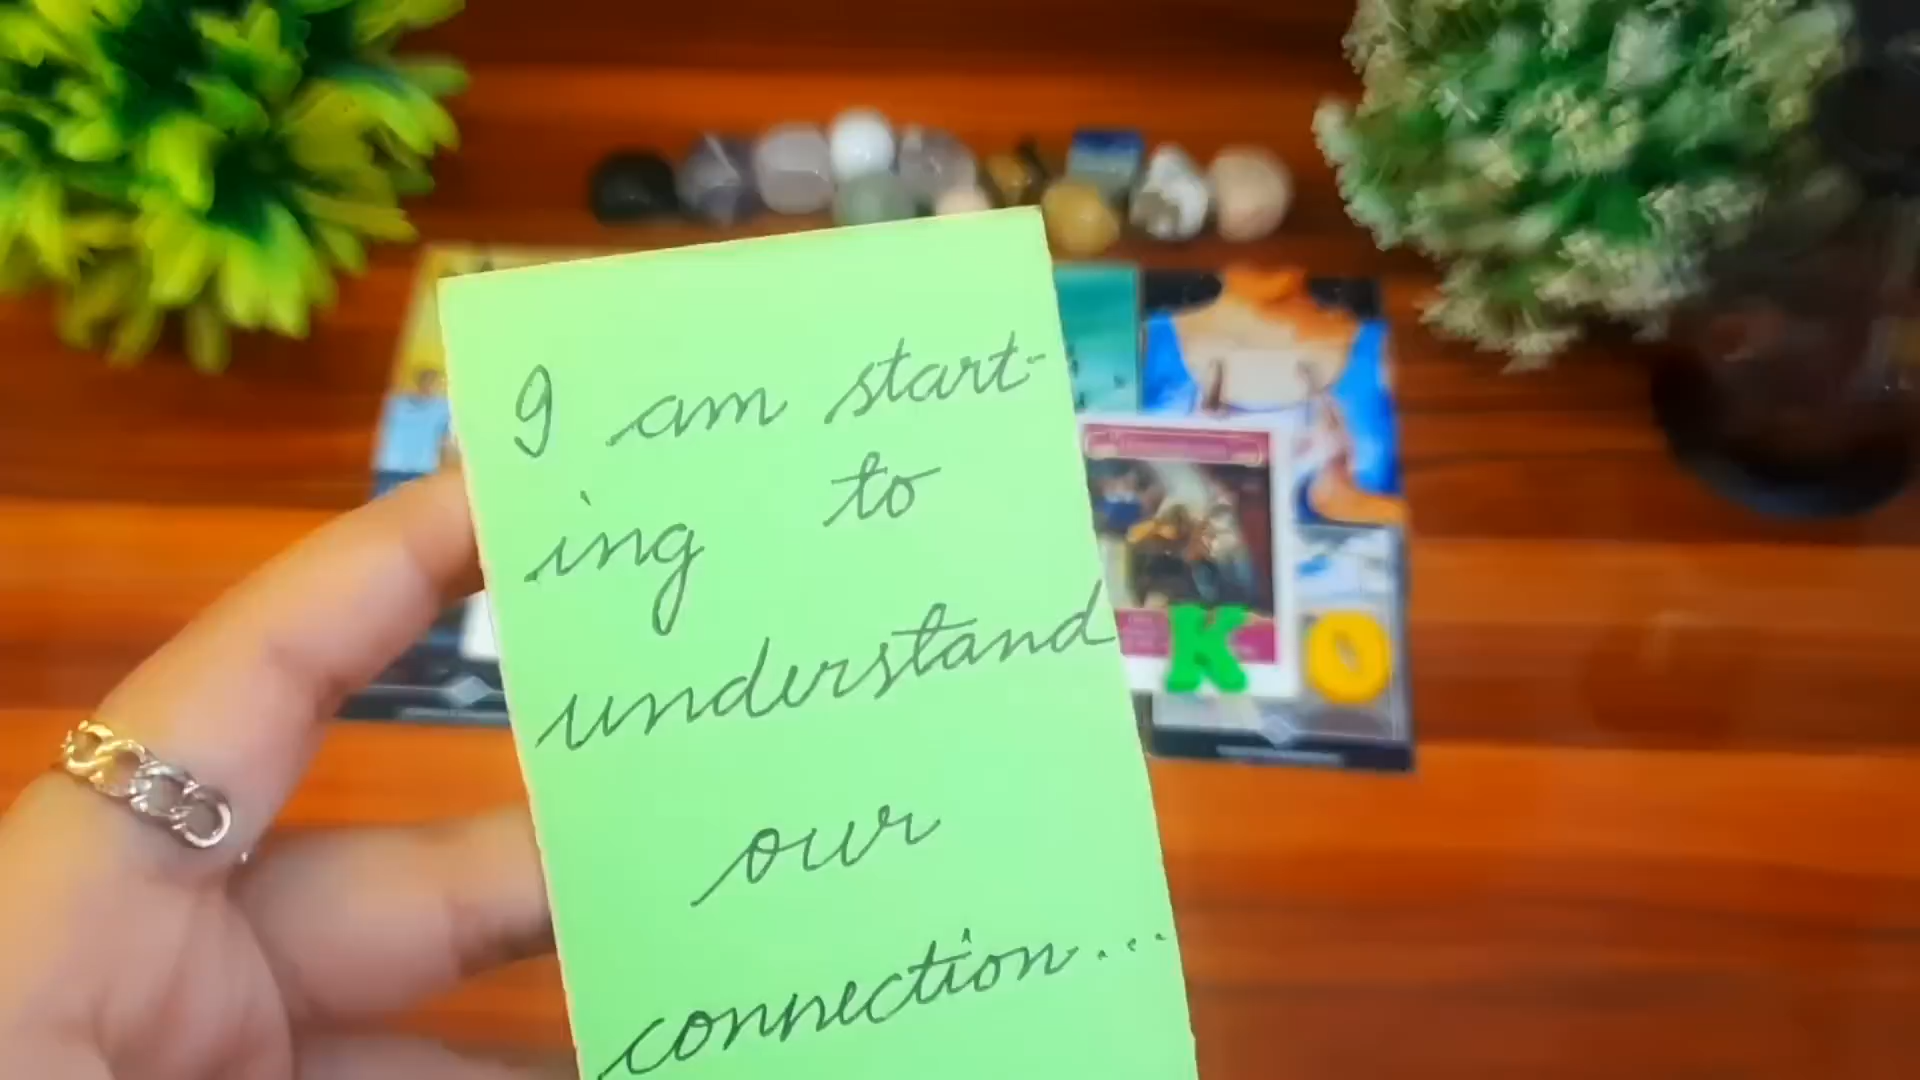 I am start-
ing to
understand
our
connection...
K O